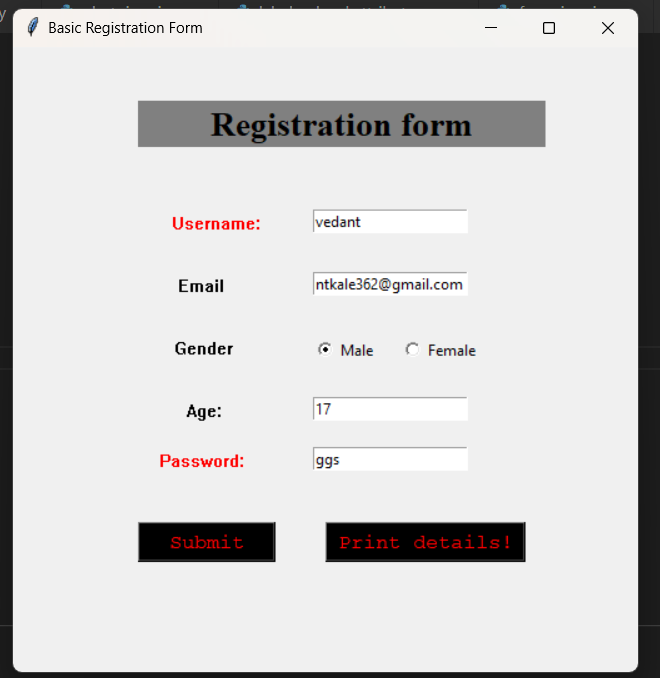 Basic Registration Form
Registration form
Username: vedant
Email ntkale362@gmail.com
Gender Male Female
Age: 17
Password: ggs
Submit Print details!